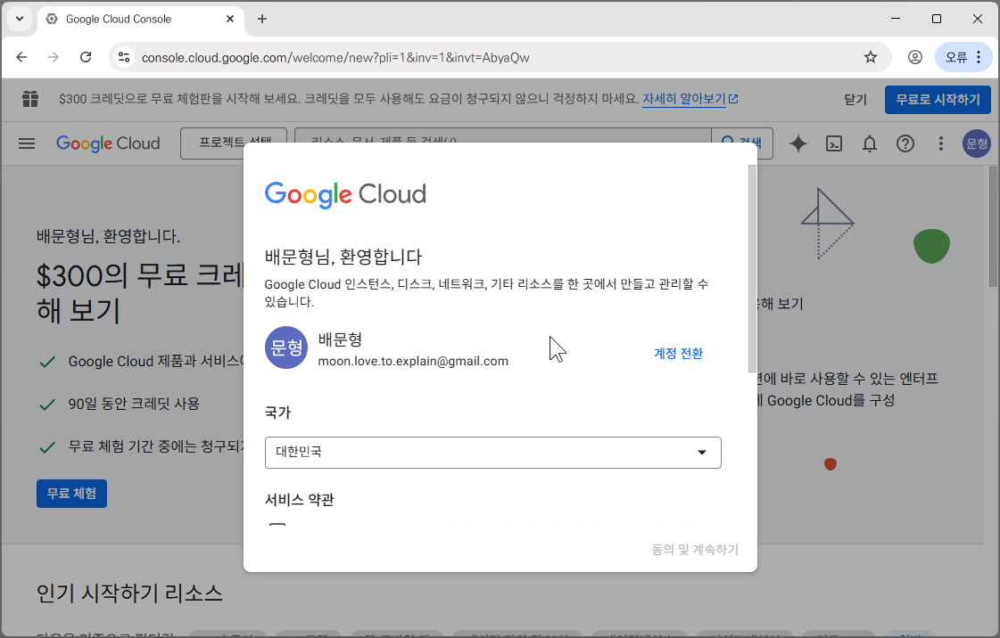 Google Cloud Console
console.cloud.google.com/welcome/new?pli=1&inv=1&invt=AbyaQw
오류
$300 크레딧으로 무료 체험판을 시작해 보세요. 크레딧을 모두 사용해도 요금이 청구되지 않으니 걱정하지 마세요. 자세히 알아보기
닫기
무료로 시작하기
Google Cloud
프로젝트 선택
리소스, 문서, 제품 등 검색(/)
검색
문형
배문형님, 환영합니다.
$300의 무료 크레
해 보기
Google Cloud 제품과 서비스에
90일 동안 크레딧 사용
무료 체험 기간 중에는 청구되지
무료 체험
Google Cloud
배문형님, 환영합니다
Google Cloud 인스턴스, 디스크, 네트워크, 기타 리소스를 한 곳에서 만들고 관리할 수
있습니다.
문형
배문형
moon.love.to.explain@gmail.com
계정 전환
국가
대한민국
서비스 약관
동의 및 계속하기
해 보기
바로 사용할 수 있는 엔터프
Google Cloud를 구성
인기 시작하기 리소스